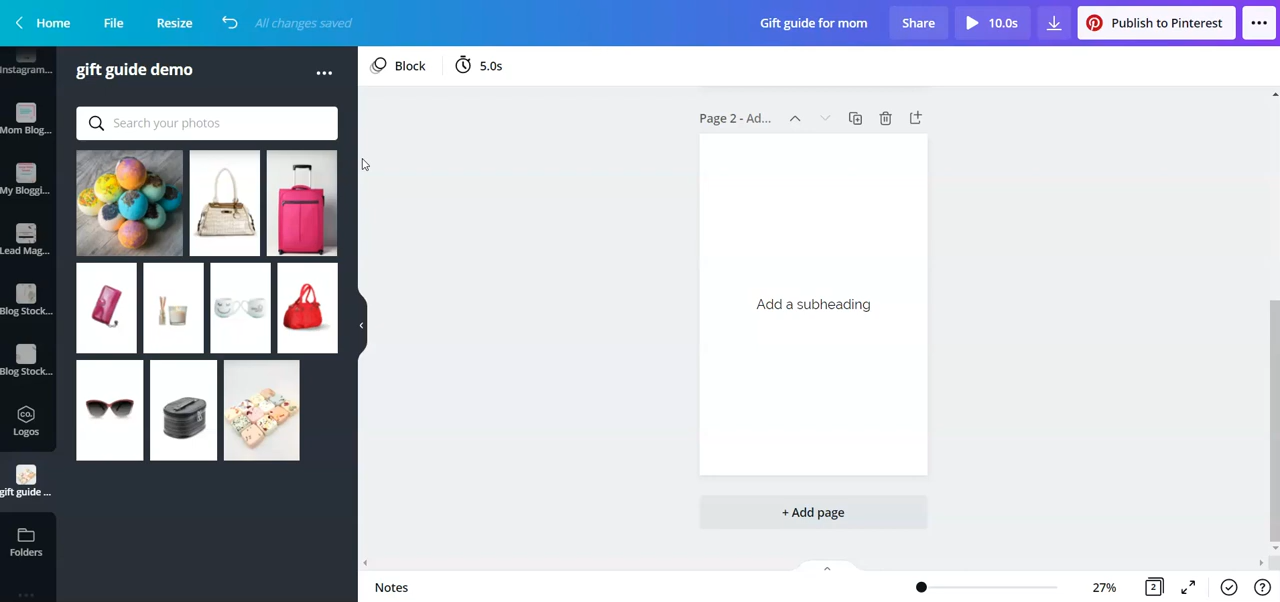 Home
File
Resize
All changes saved
Gift guide for mom
Share
10.0s
Publish to Pinterest
Instagram...
Mom Blog...
My Bloggi...
Lead Mag...
Blog Stock...
Blog Stock...
CO.
Logos
gift guide ...
Folders
gift guide demo
Search your photos
Block
5.0s
Page 2 - Ad...
Add a subheading
+ Add page
Notes
27%
2